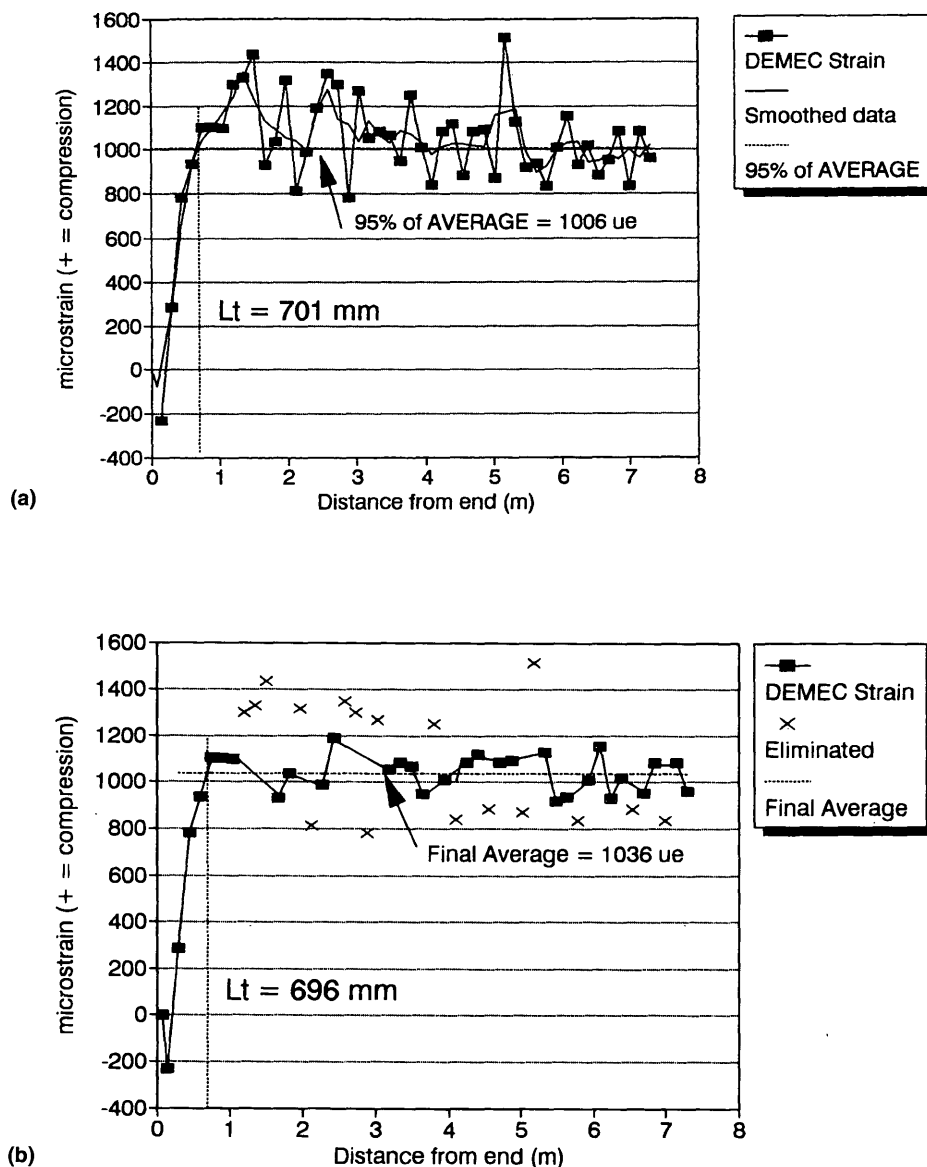 1600
1400
1200
1000
800
600
400
200
0
-200
-400
microstrain (+ = compression)
95% of AVERAGE = 1006 ue
Lt = 701 mm
0 1 2 3 4 5 6 7 8
Distance from end (m)
DEMEC Strain
Smoothed data
95% of AVERAGE
(a)
1600
1400
1200
1000
800
600
400
200
0
-200
-400
microstrain (+ = compression)
Final Average = 1036 ue
Lt = 696 mm
0 1 2 3 4 5 6 7 8
Distance from end (m)
DEMEC Strain
Eliminated
Final Average
(b)